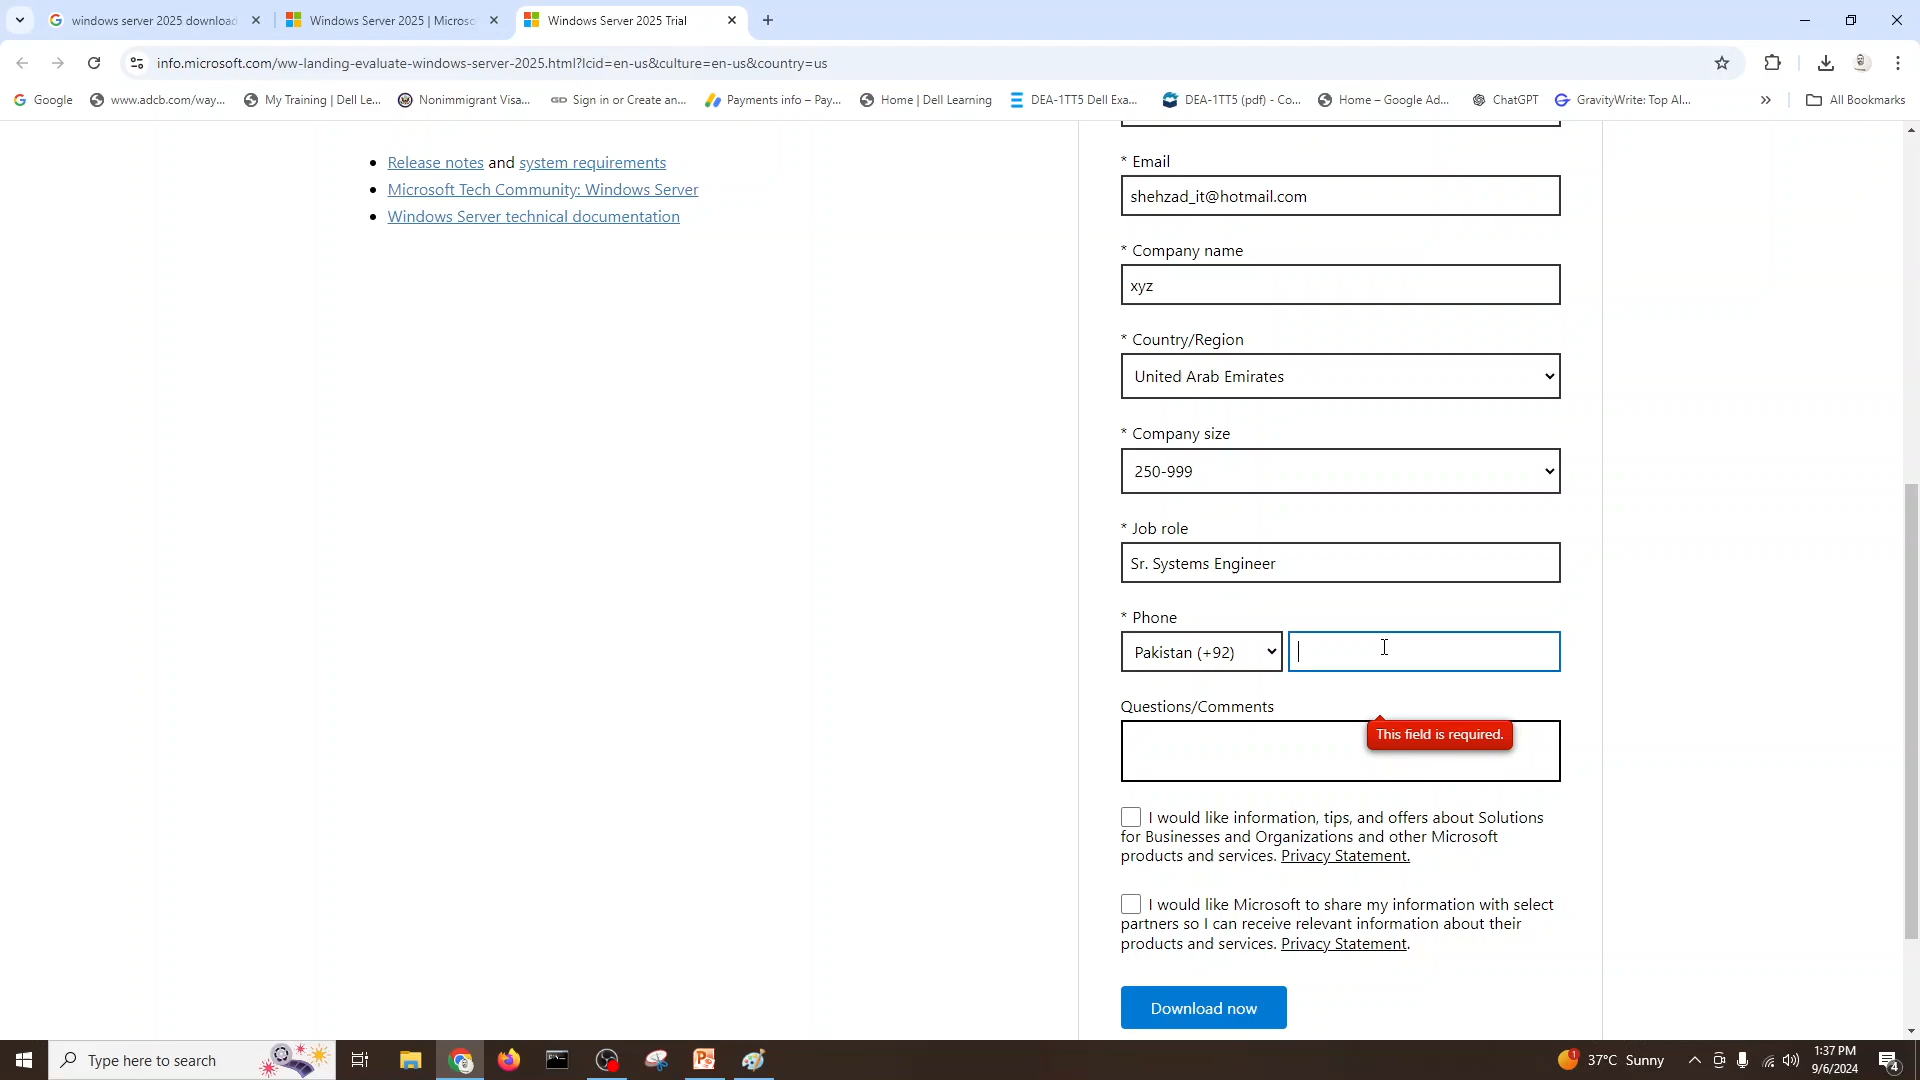 windows server 2025 download
Windows Server 2025 | Microso
Windows Server 2025 Trial
info.microsoft.com/ww-landing-evaluate-windows-server-2025.html?lcid=en-us&culture=en-us&country=us
Google
www.adcb.com/way...
My Training | Dell Le...
Nonimmigrant Visa...
Sign in or Create an...
Payments info – Pay...
Home | Dell Learning
DEA-1TT5 Dell Exa...
DEA-1TT5 (pdf) - Co...
Home – Google Ad...
ChatGPT
GravityWrite: Top Al...
»
All Bookmarks
Release notes and system requirements
Microsoft Tech Community: Windows Server
Windows Server technical documentation
* Email
shehzad_it@hotmail.com
* Company name
xyz
* Country/Region
United Arab Emirates
* Company size
250-999
* Job role
Sr. Systems Engineer
* Phone
Pakistan (+92)
Questions/Comments
This field is required.
I would like information, tips, and offers about Solutions
for Businesses and Organizations and other Microsoft
products and services. Privacy Statement.
I would like Microsoft to share my information with select
partners so I can receive relevant information about their
products and services. Privacy Statement.
Download now
Type here to search
37°C Sunny
1:37 PM
9/6/2024
4